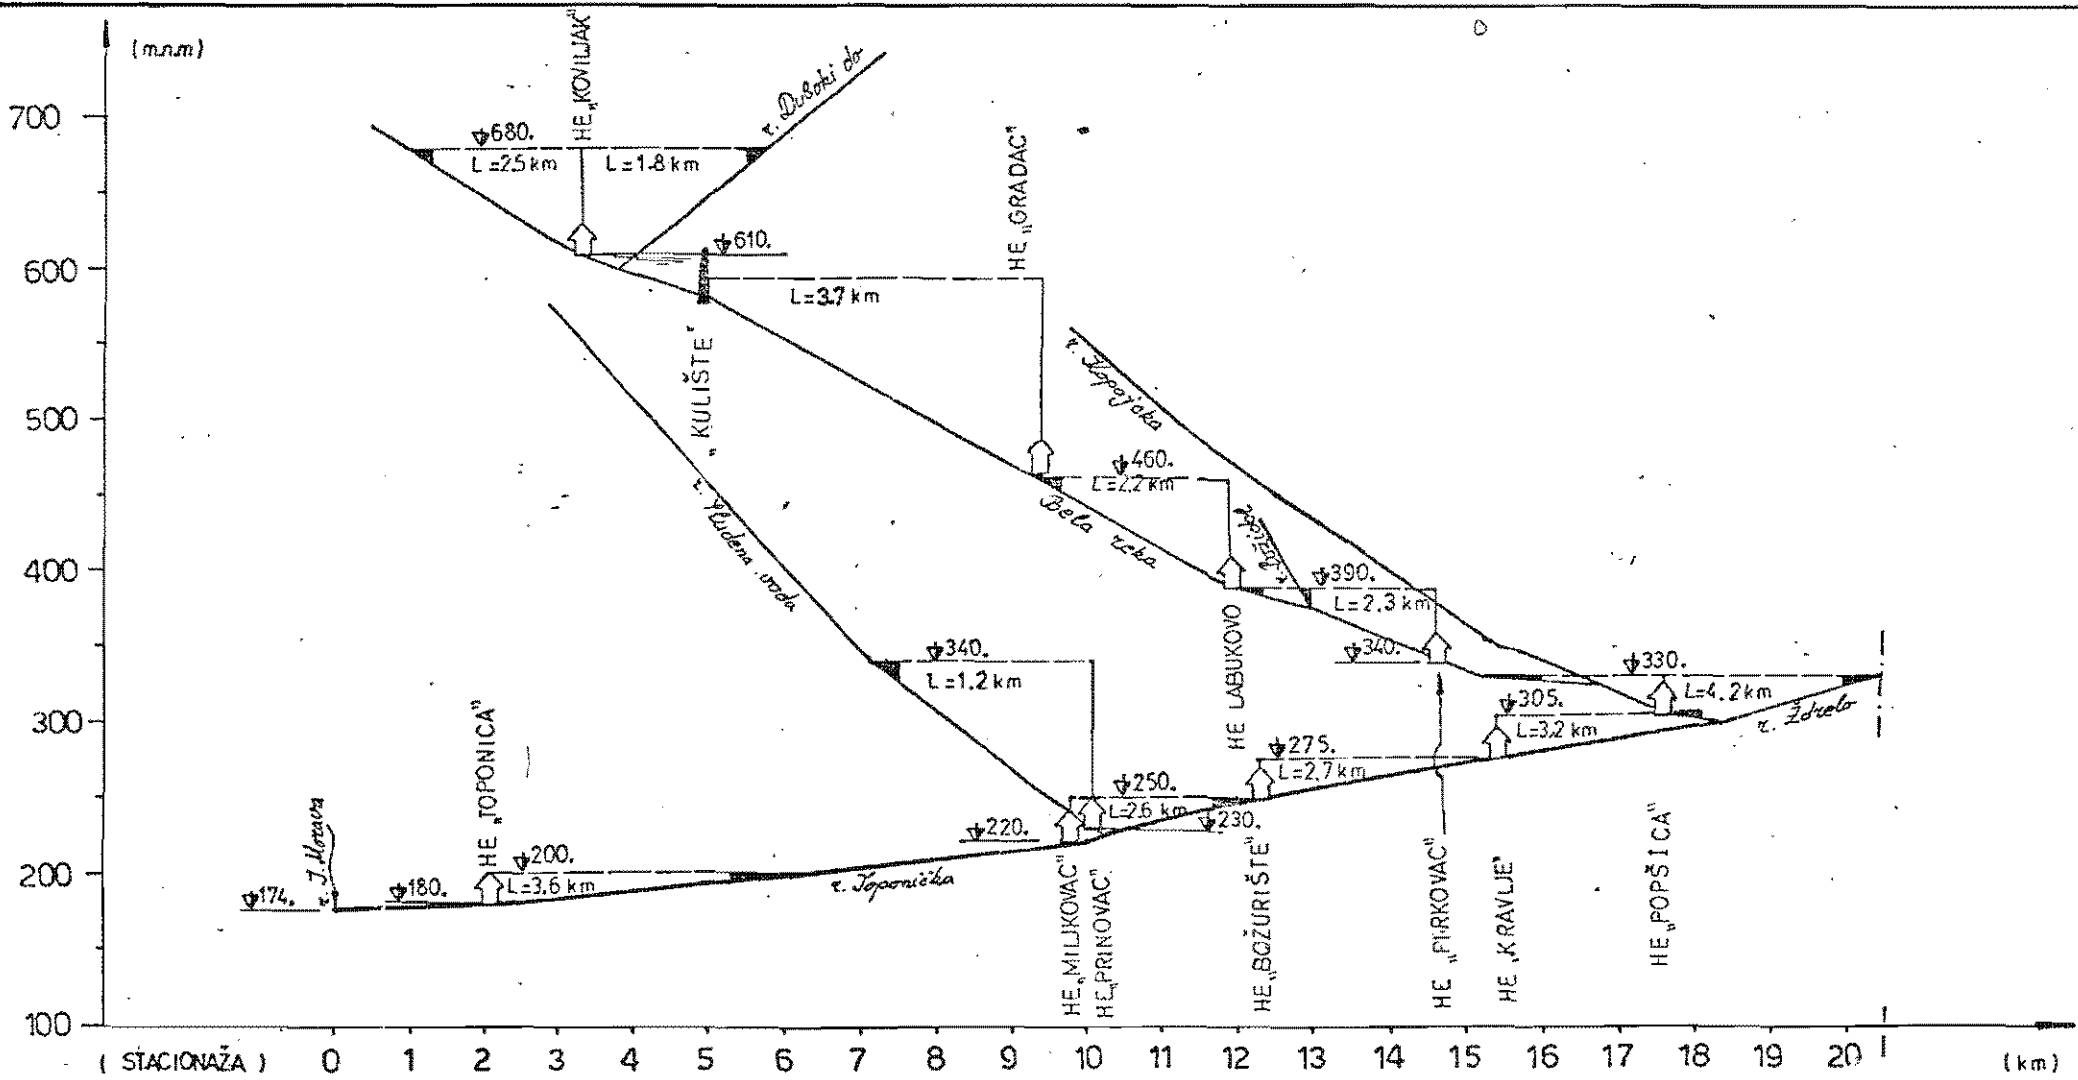 (m.n.m)
700
600
500
400
300
200
100
HE „KOVILJAK"
r. Duboki do
680.
L=2.5 km
L=1.8 km
610.
HE „GRADAC"
L=3.7 km
„KULIŠTE"
r. Kopajska
460.
L=2.2 km
Bela reka
r. Studena voda
390.
L=2.3 km
HE LABUKOVO
340.
340.
L=1.2 km
330.
L=4.2 km
305.
L=3.2 km
r. Ždrelo
275.
L=2.7 km
250.
L=2.6 km
230.
220.
HE „TOPONICA"
200.
L=3.6 km
r. Toponička
r. J. Morava
180.
174.
HE „MILJKOVAC"
HE „PRINOVAC"
HE „BOŽURIŠTE"
HE „PIRKOVAC"
HE „KRAVLJE"
HE „POPŠICA"
( STACIONAŽA ) 0 1 2 3 4 5 6 7 8 9 10 11 12 13 14 15 16 17 18 19 20 (km)